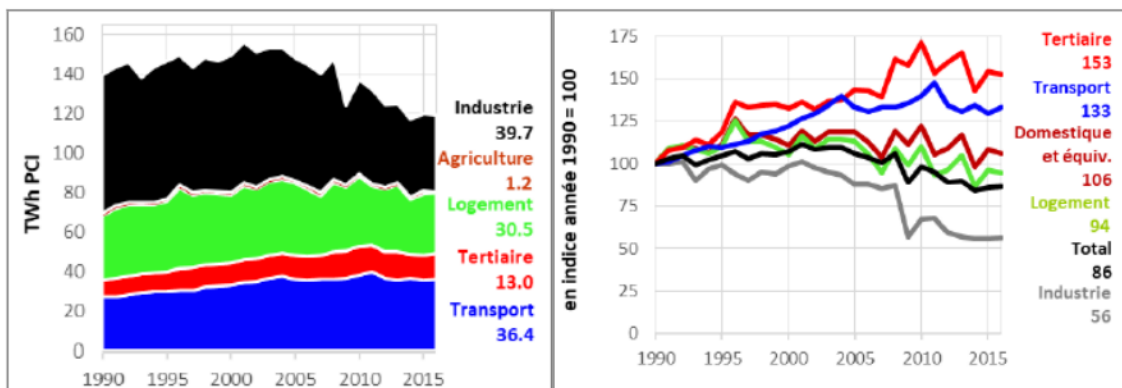 TWh PCI
160
140
120
100
80
60
40
20
0
1990
1995
2000
2005
2010
2015
Industrie
39.7
Agriculture
1.2
Logement
30.5
Tertiaire
13.0
Transport
36.4
en indice année 1990 = 100
175
150
125
100
75
50
25
0
1990
1995
2000
2005
2010
2015
Tertiaire
153
Transport
133
Domestique
et équiv.
106
Logement
94
Total
86
Industrie
56